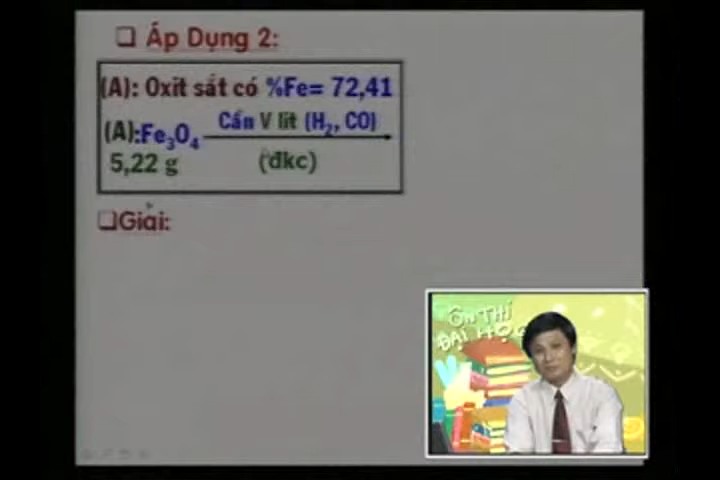 ❑ Áp Dụng 2:
(A): Oxit sắt có %Fe= 72,41
(A):Fe₃O₄ Cần V lít (H₂, CO)
5,22 g (đkc)
❑Giải:
ÔN THI
ĐẠI HỌC